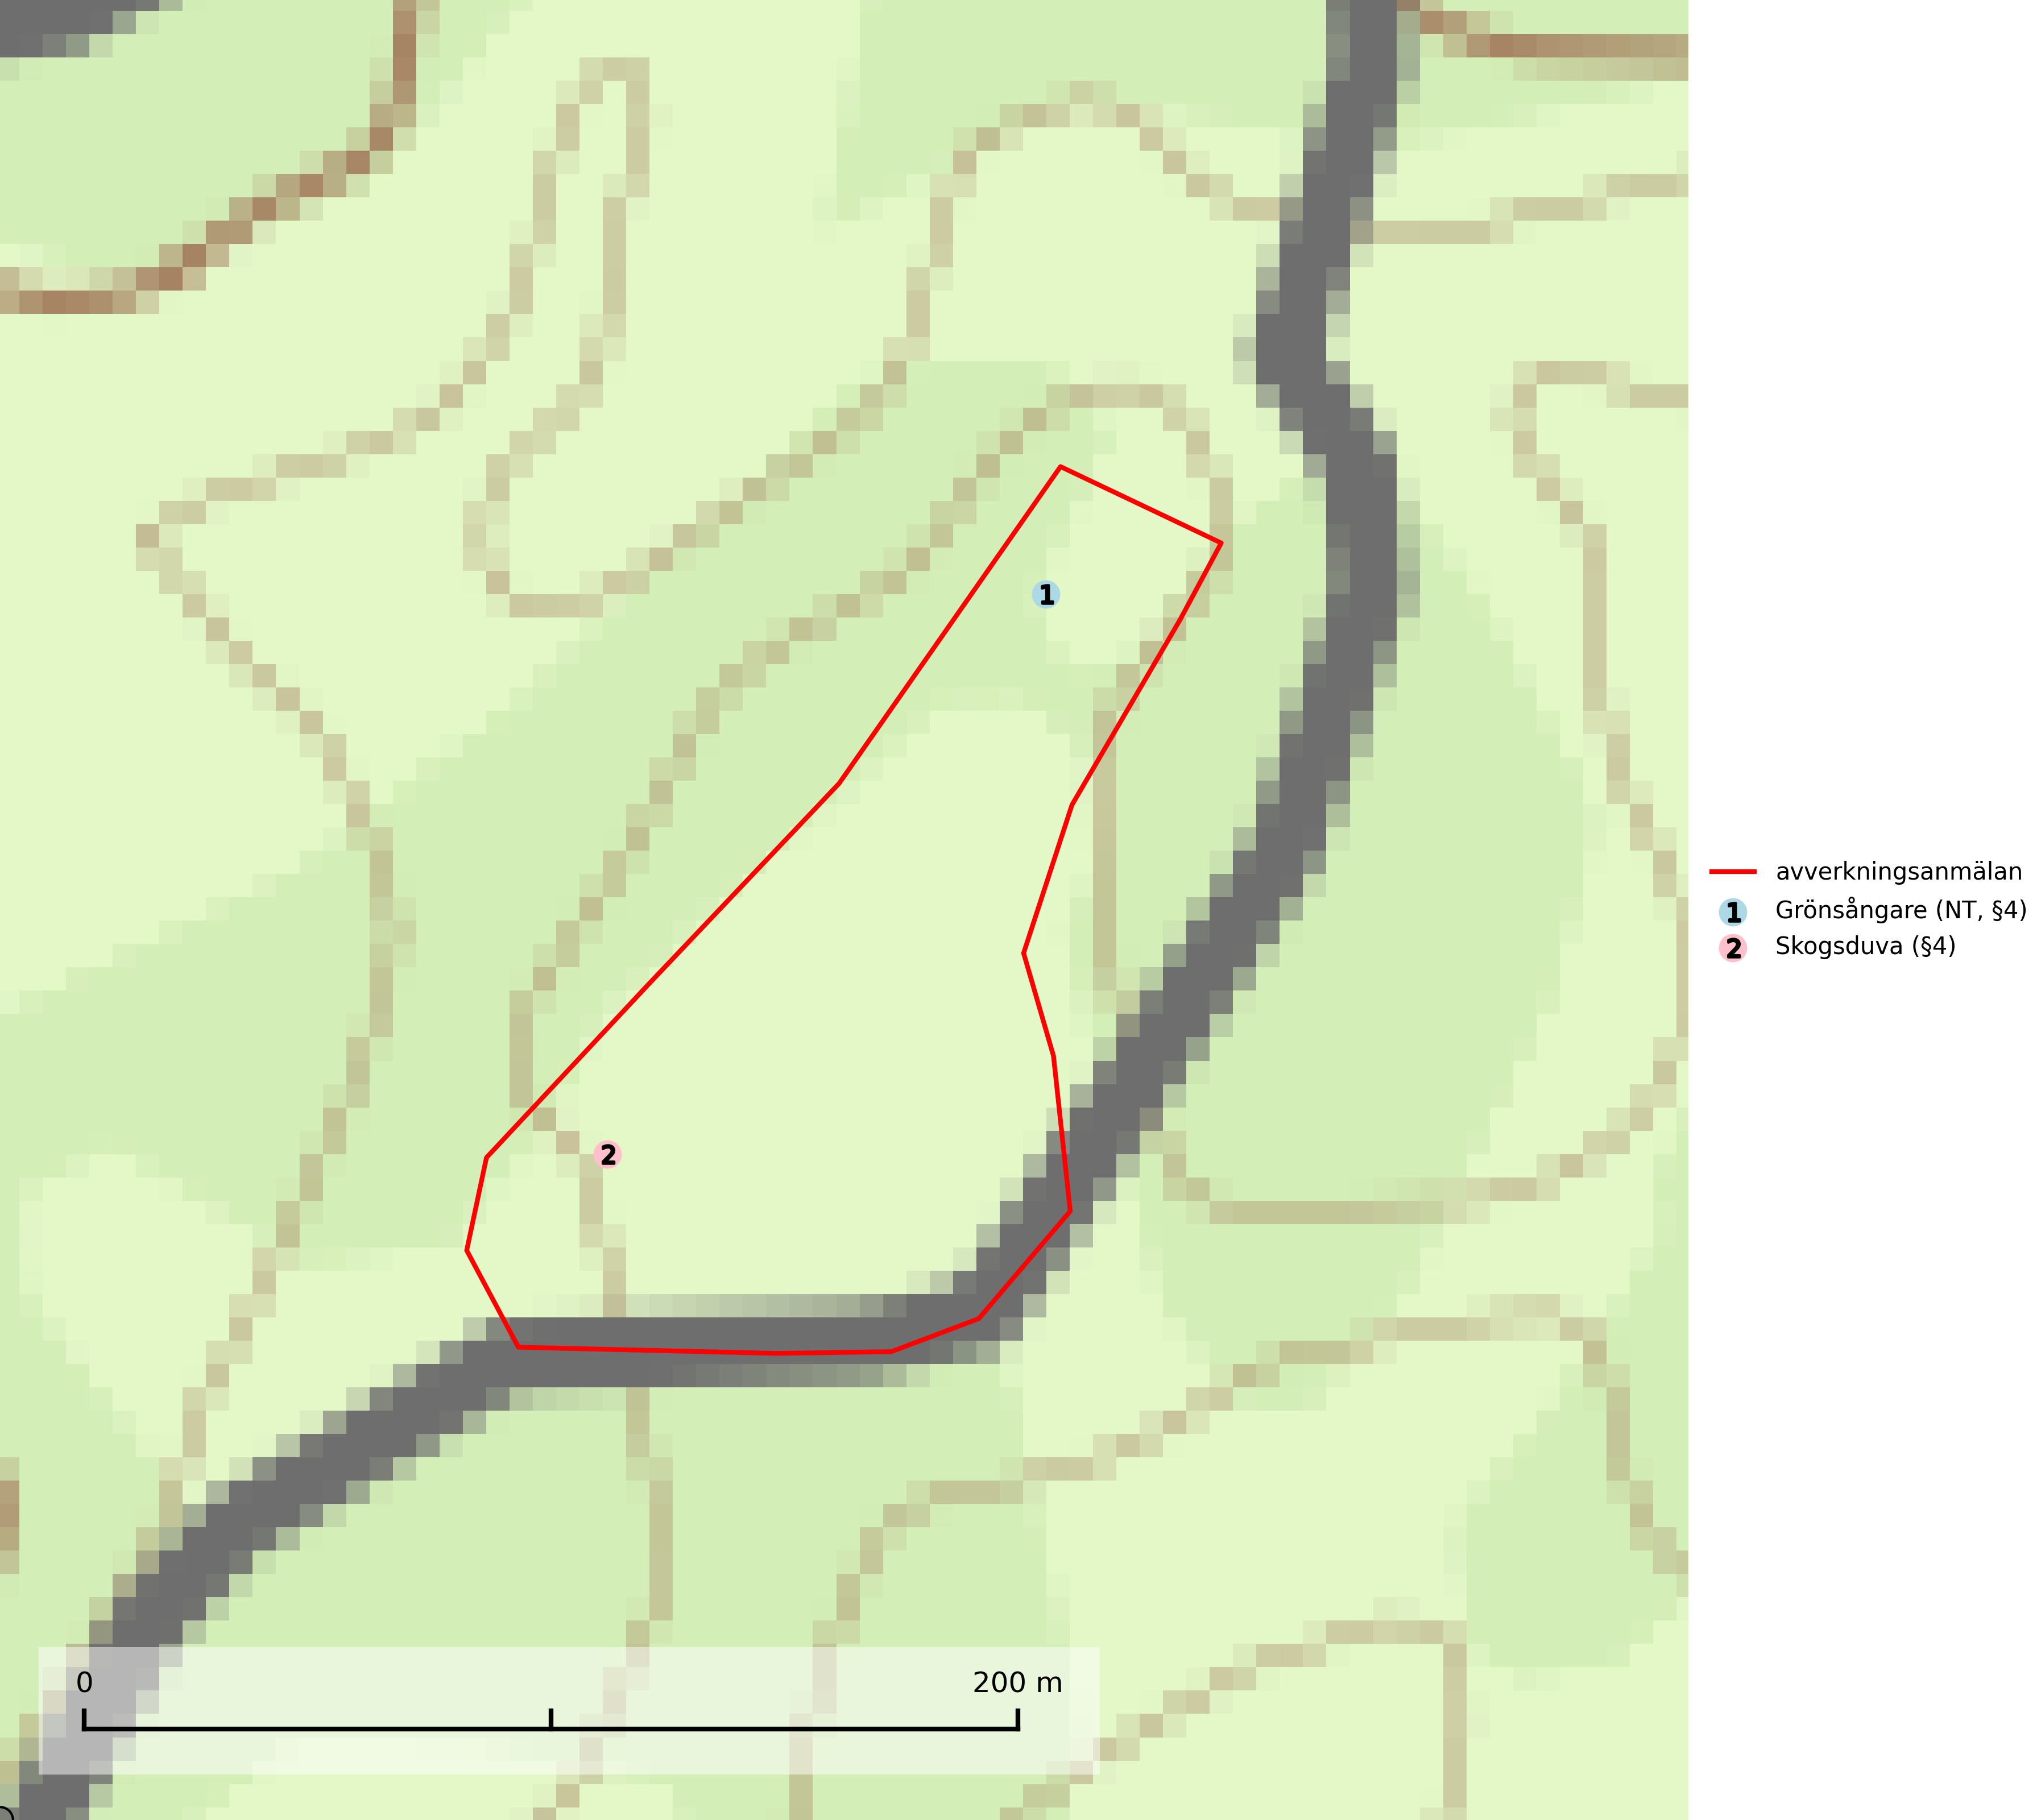 1
2
avverkningsanmälan
1 Grönsångare (NT, §4)
2 Skogsduva (§4)
0 200 m